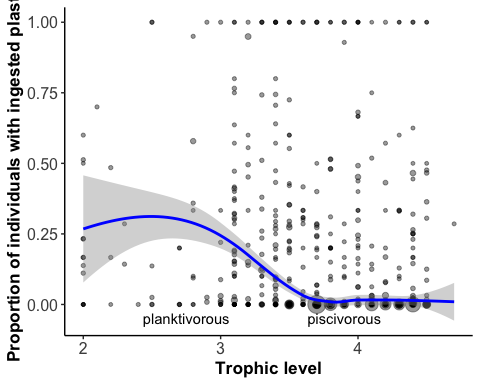 Proportion of individuals with ingested plast
1.00
0.75
0.50
0.25
0.00
planktivorous piscivorous
2 3 4
Trophic level